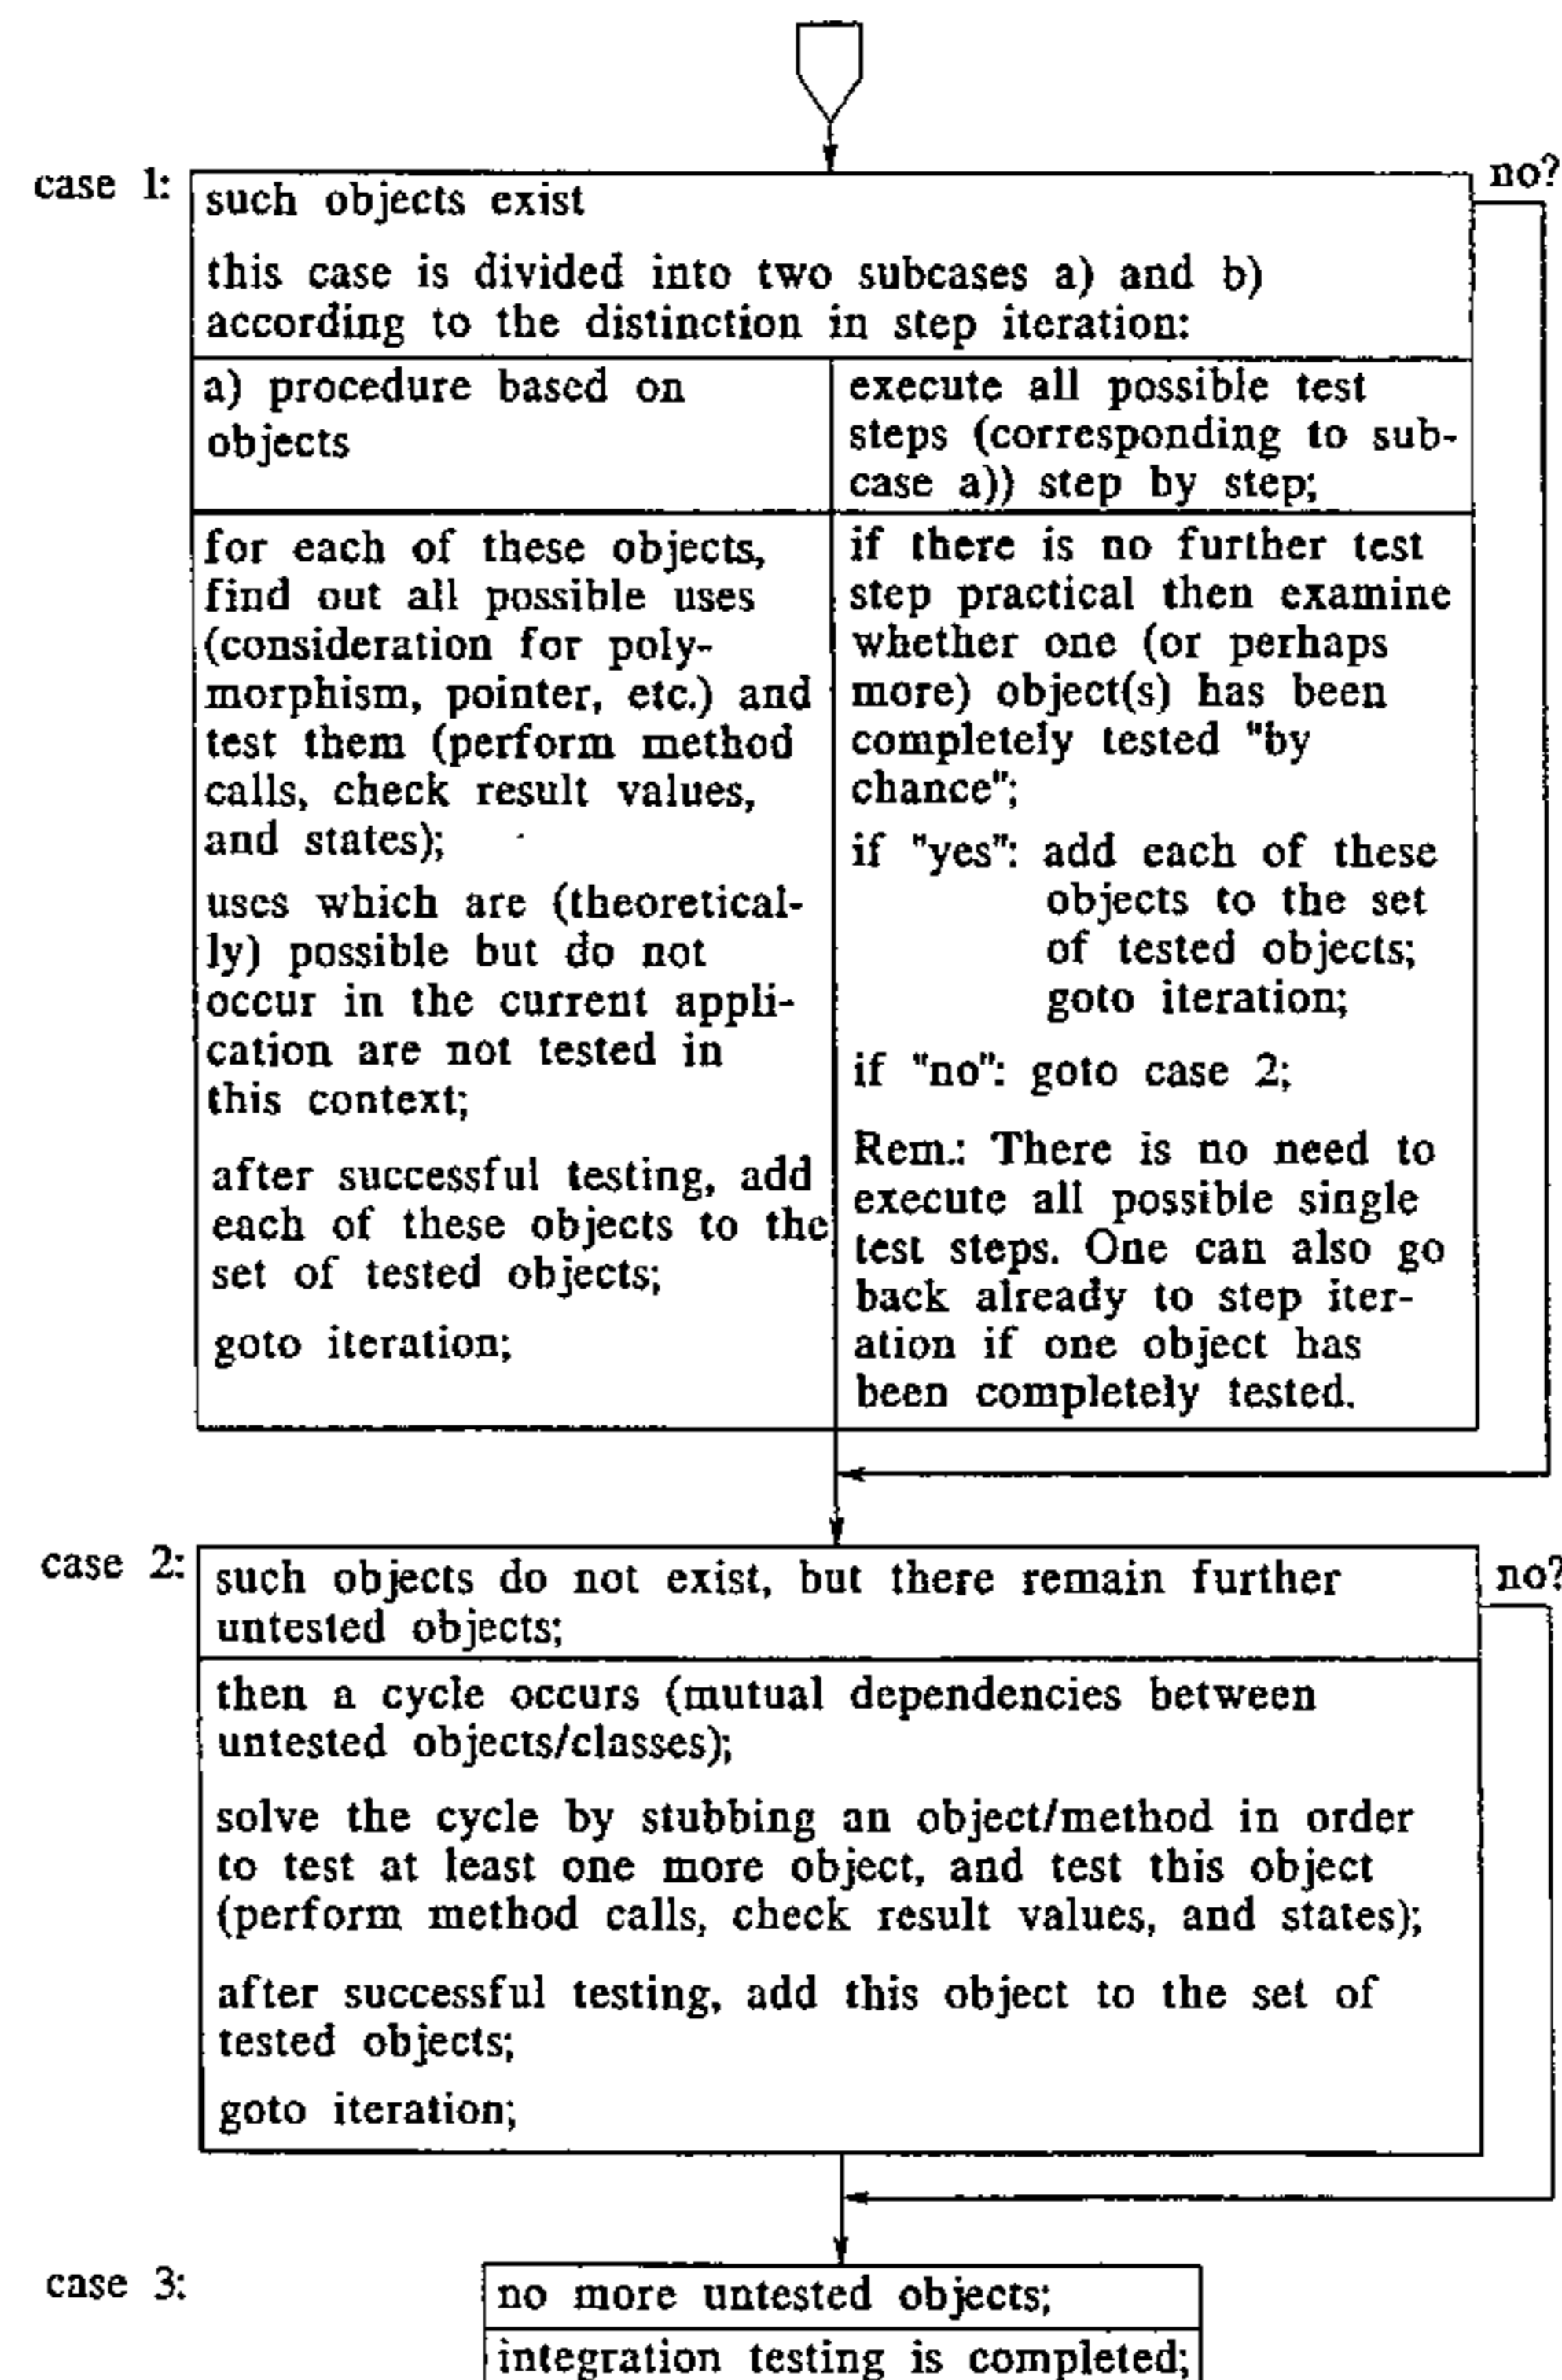 case 1:
no?
such objects exist
this case is divided into two subcases a) and b)
according to the distinction in step iteration:
a) procedure based on
objects
for each of these objects,
find out all possible uses
(consideration for poly-
morphism, pointer, etc.) and
test them (perform method
calls, check result values,
and states);
uses which are (theoretical-
ly) possible but do not
occur in the current appli-
cation are not tested in
this context;
after successful testing, add
each of these objects to the
set of tested objects;
goto iteration;
execute all possible test
steps (corresponding to sub-
case a)) step by step;
if there is no further test
step practical then examine
whether one (or perhaps
more) object(s) has been
completely tested "by
chance";
if "yes": add each of these
objects to the set
of tested objects;
goto iteration;
if "no": goto case 2;
Rem.: There is no need to
execute all possible single
test steps. One can also go
back already to step iter-
ation if one object has
been completely tested.
case 2:
no?
such objects do not exist, but there remain further
untested objects;
then a cycle occurs (mutual dependencies between
untested objects/classes);
solve the cycle by stubbing an object/method in order
to test at least one more object, and test this object
(perform method calls, check result values, and states);
after successful testing, add this object to the set of
tested objects;
goto iteration;
case 3:
no more untested objects;
integration testing is completed;